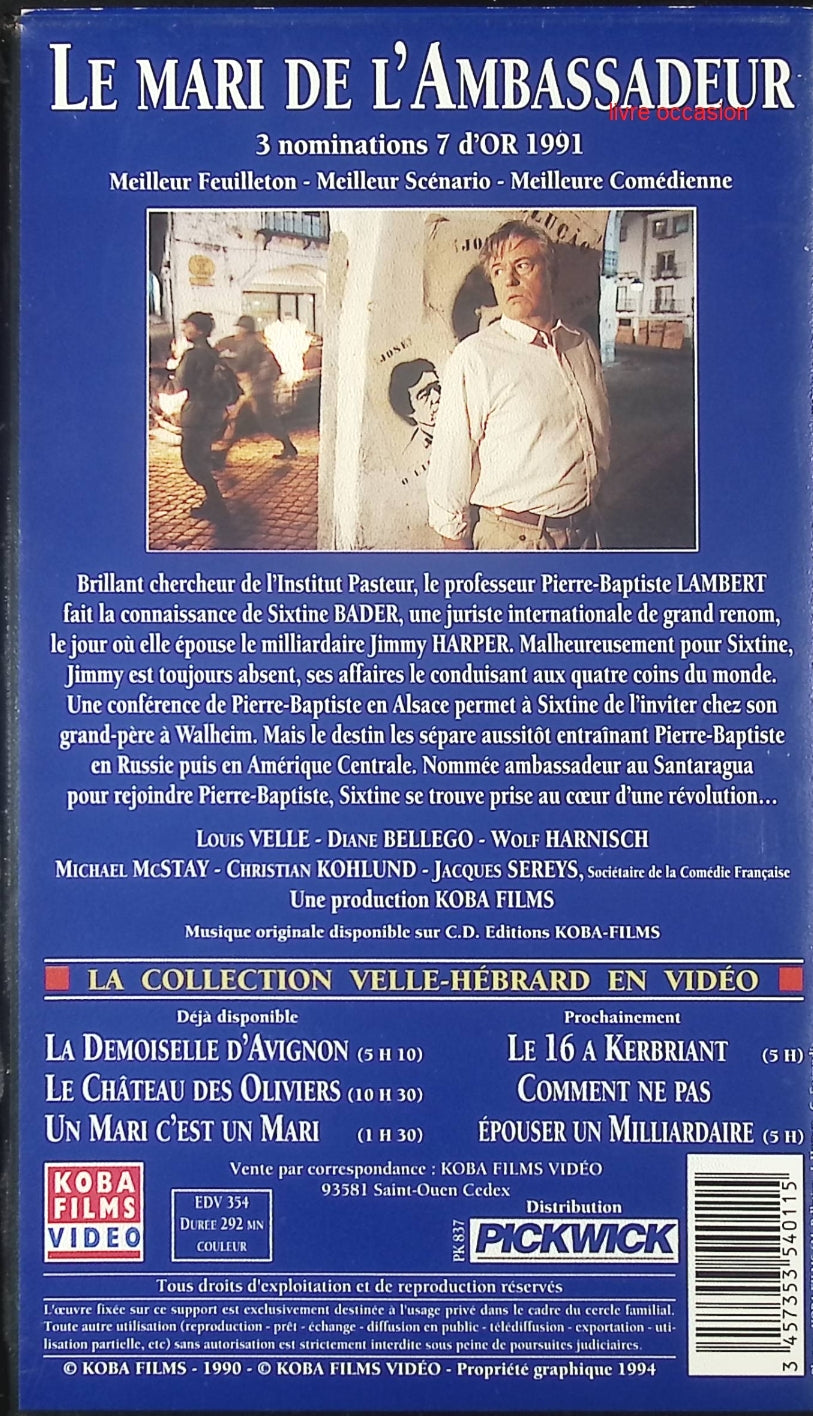 LE MARI DE L'AMBASSADEUR
livre occasion
3 nominations 7 d'OR 1991
Meilleur Feuilleton - Meilleur Scénario - Meilleure Comédienne
LUÇÃO
JO
JOSE
Brillant chercheur de l'Institut Pasteur, le professeur Pierre-Baptiste LAMBERT
fait la connaissance de Sixtine BADER, une juriste internationale de grand renom,
le jour où elle épouse le milliardaire Jimmy HARPER. Malheureusement pour Sixtine,
Jimmy est toujours absent, ses affaires le conduisant aux quatre coins du monde.
Une conférence de Pierre-Baptiste en Alsace permet à Sixtine de l'inviter chez son
grand-père à Walheim. Mais le destin les sépare aussitôt entraînant Pierre-Baptiste
en Russie puis en Amérique Centrale. Nommée ambassadeur au Santaragua
pour rejoindre Pierre-Baptiste, Sixtine se trouve prise au cœur d'une révolution...
LOUIS VELLE - DIANE BELLEGO - WOLF HARNISCH
MICHAEL MCSTAY - CHRISTIAN KOHLUND - JACQUES SEREYS, Sociétaire de la Comédie Française
Une production KOBA FILMS
Musique originale disponible sur C.D. Editions KOBA-FILMS
LA COLLECTION VELLE-HÉBRARD EN VIDÉO
Déjà disponible
LA DEMOISELLE D'AVIGNON (5 H 10)
LE CHÂTEAU DES OLIVIERS (10 H 30)
UN MARI C'EST UN MARI (1 H 30)
Prochainement
LE 16 A KERBRIANT (5 H)
COMMENT NE PAS
ÉPOUSER UN MILLIARDAIRE (5 H)
Vente par correspondance : KOBA FILMS VIDÉO
93581 Saint-Ouen Cedex
KOBA
FILMS
VIDEO
EDV 354
DUREE 292 MN
COULEUR
Distribution
PK 837
PICKWICK
3 457353 540115
Tous droits d'exploitation et de reproduction réservés
L'œuvre fixée sur ce support est exclusivement destinée à l'usage privé dans le cadre du cercle familial.
Toute autre utilisation (reproduction - prêt - échange - diffusion en public - télédiffusion - exportation - uti-
lisation partielle, etc) sans autorisation est strictement interdite sous peine de poursuites judiciaires.
© KOBA FILMS - 1990 - © KOBA FILMS VIDÉO - Propriété graphique 1994